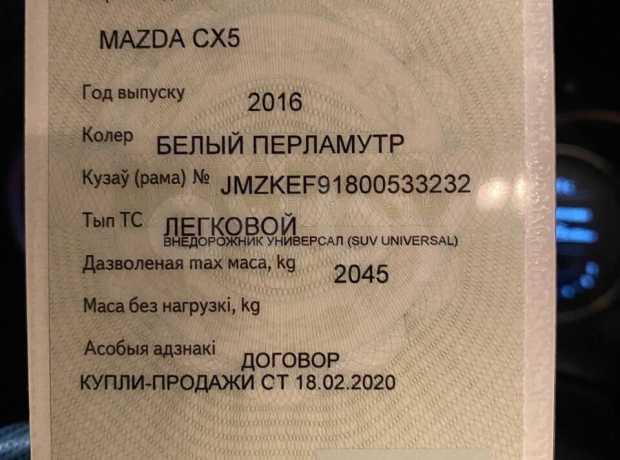 MAZDA CX5
Год выпуску 2016
Колер БЕЛЫЙ ПЕРЛАМУТР
Кузаў (рама) № JMZKEF91800533232
Тып ТС ЛЕГКОВОЙ
ВНЕДОРОЖНИК УНИВЕРСАЛ (SUV UNIVERSAL)
Дазволеная max маса, kg 2045
Маса без нагрузкі, kg
Асобыя адзнакі ДОГОВОР
КУПЛИ-ПРОДАЖИ СТ 18.02.2020